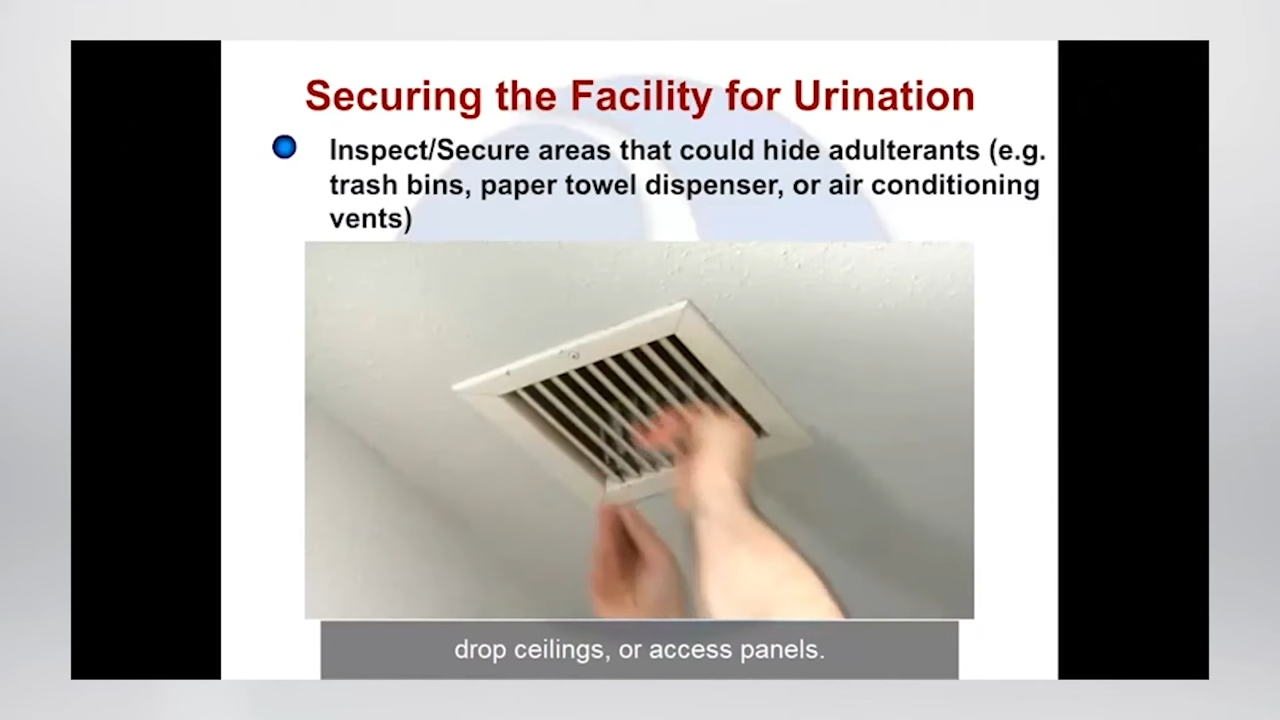 Securing the Facility for Urination
Inspect/Secure areas that could hide adulterants (e.g.
trash bins, paper towel dispenser, or air conditioning
vents)
drop ceilings, or access panels.